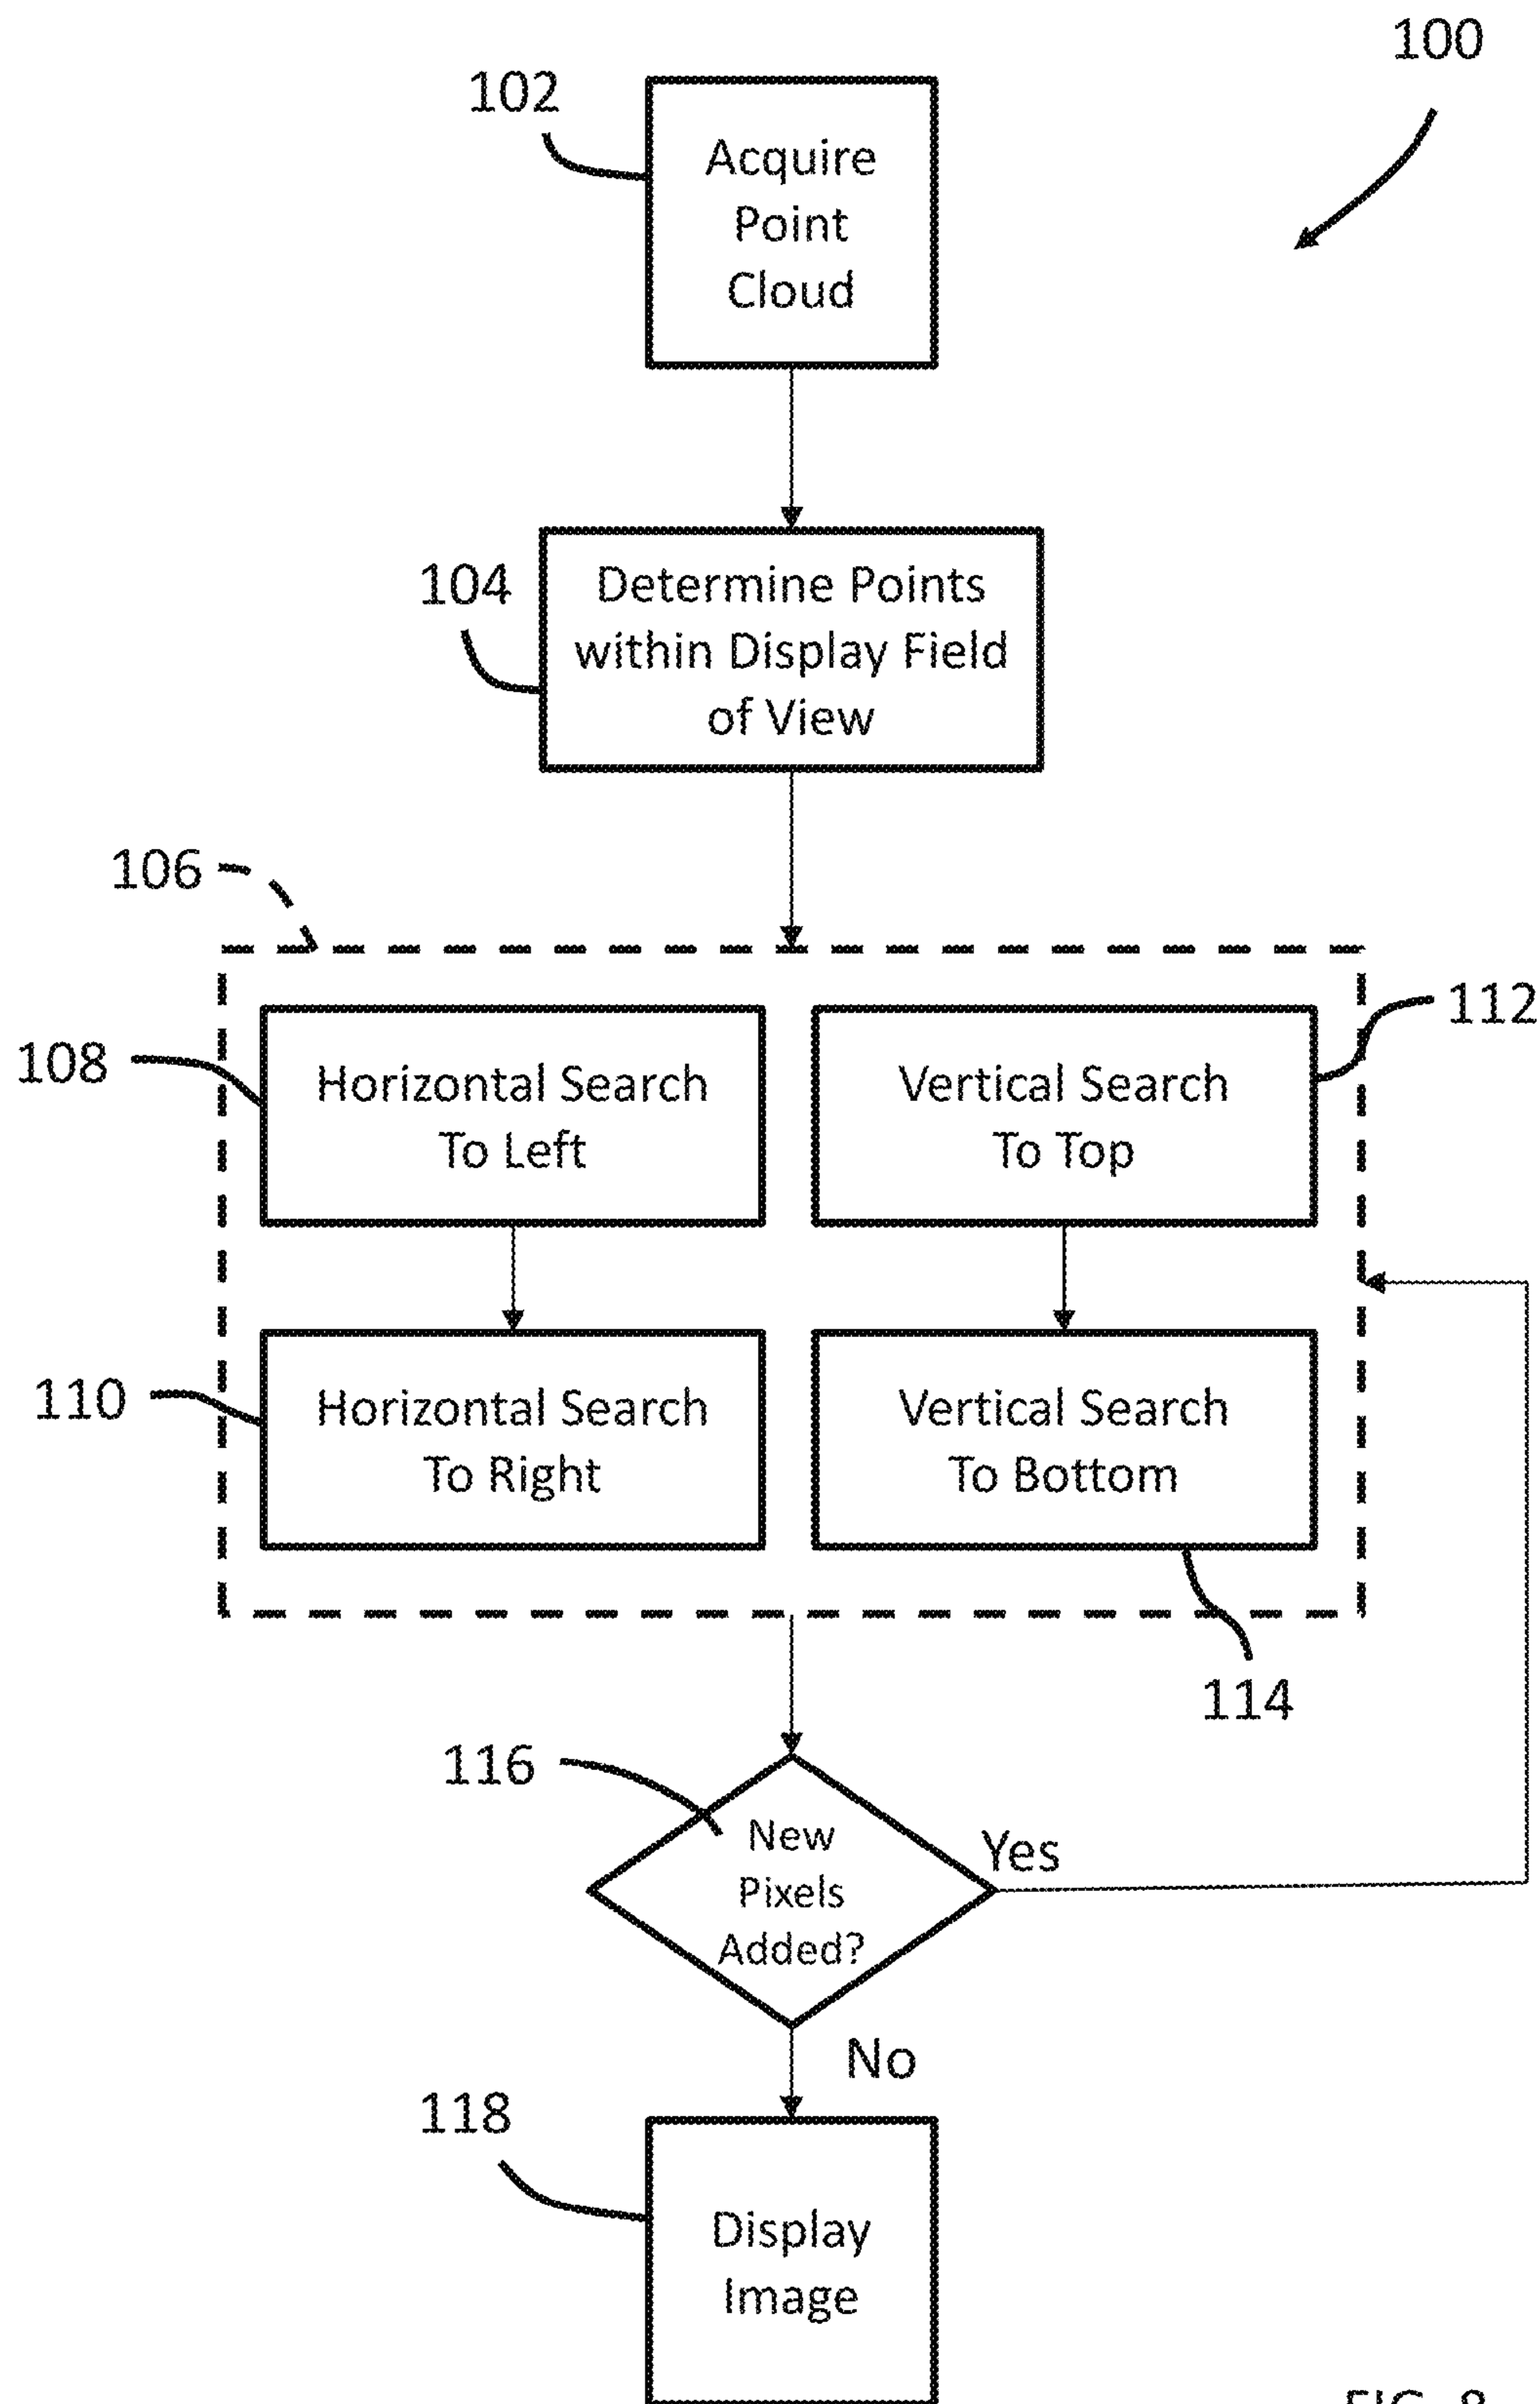 100
102
Acquire
Point
Cloud
104
Determine Points
within Display Field
of View
106
108
Horizontal Search
To Left
112
Vertical Search
To Top
110
Horizontal Search
To Right
Vertical Search
To Bottom
114
116
New
Pixels
Added?
Yes
No
118
Display
Image
FIG. 8